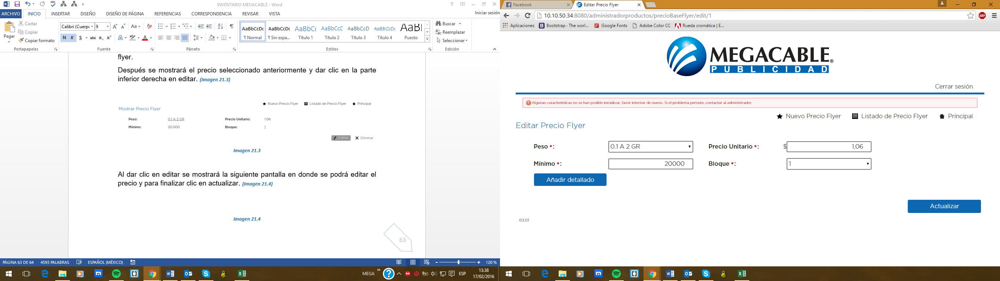 INVENTARIO MEGACABLE - Word
ARCHIVO INICIO INSERTAR DISEÑO DISEÑO DE PÁGINA REFERENCIAS CORRESPONDENCIA REVISAR VISTA Iniciar sesión
Pegar
Cortar
Copiar
Copiar formato
Portapapeles
Calibri (Cuerpo 9
Fuente
Párrafo
AaBbCcDc AaBbCcDc AaBbC AaBbCcE AaBbCcD AaBbCcDc AaBI
¶ Normal ¶ Sin espa... Título 1 Título 2 Título 3 Título 4 Puesto
Estilos
Buscar
Reemplazar
Seleccionar
Edición
flyer.
Después se mostrará el precio seleccionado anteriormente y dar clic en la parte
inferior derecha en editar. (Imagen 21.3)
Nuevo Precio Flyer Listado de Precio Flyer Principal
Mostrar Precio Flyer
Peso: 0.1 A 2 GR Precio Unitario: 1.06
Mínimo: 20.000 Bloque: 1
Editar Eliminar
Imagen 21.3
Al dar clic en editar se mostrará la siguiente pantalla en donde se podrá editar el
precio y para finalizar clic en actualizar. (Imagen 21.4)
Imagen 21.4
63
PÁGINA 63 DE 64 4593 PALABRAS ESPAÑOL (MÉXICO) 120 %
MEGA » ESP 13:38
17/02/2016
Facebook Editar Precio Flyer
10.10.50.34:8080/administradorproductos/precioBaseFlyer/edit/1 ABP
Aplicaciones Bootstrap · The worl... Google Fonts Adobe Color CC Rueda cromática | E...
MEGACABLE®
PUBLICIDAD
Cerrar sesión
Algunas características no se han podido inicializar, favor intentar de nuevo. Si el problema persiste, contactar al administrador.
Nuevo Precio Flyer Listado de Precio Flyer Principal
Editar Precio Flyer
Peso *: 0.1 A 2 GR Precio Unitario *: $ 1,06
Mínimo *: 20000 Bloque *: 1
Añadir detallado
Actualizar
0.1.23